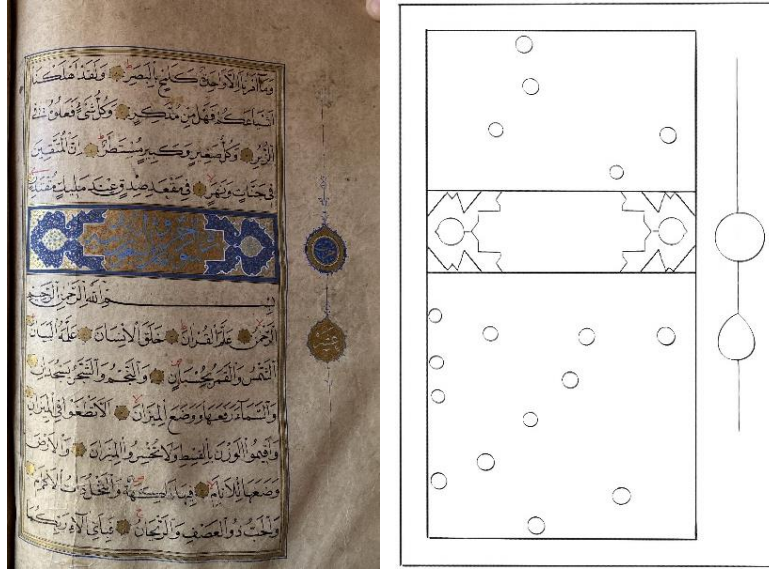 وما أمرنا إلا واحدة كلمح بالبصر ولقد أهلكنا
أشياعكم فهل من مدكر وكل شيء فعلوه في
الزبر وكل صغير وكبير مستطر إن المتقين
في جنات ونهر في مقعد صدق عند مليك مقتدر
بسم الله الرحمن الرحيم
الرحمن علم القرآن خلق الإنسان علمه البيان
الشمس والقمر بحسبان والنجم والشجر يسجدان
والسماء رفعها ووضع الميزان ألا تطغوا في الميزان
وأقيموا الوزن بالقسط ولا تخسروا الميزان والأرض
وضعها للأنام فيها فاكهة والنخل ذات الأكمام
والحب ذو العصف والريحان فبأي آلاء ربكما